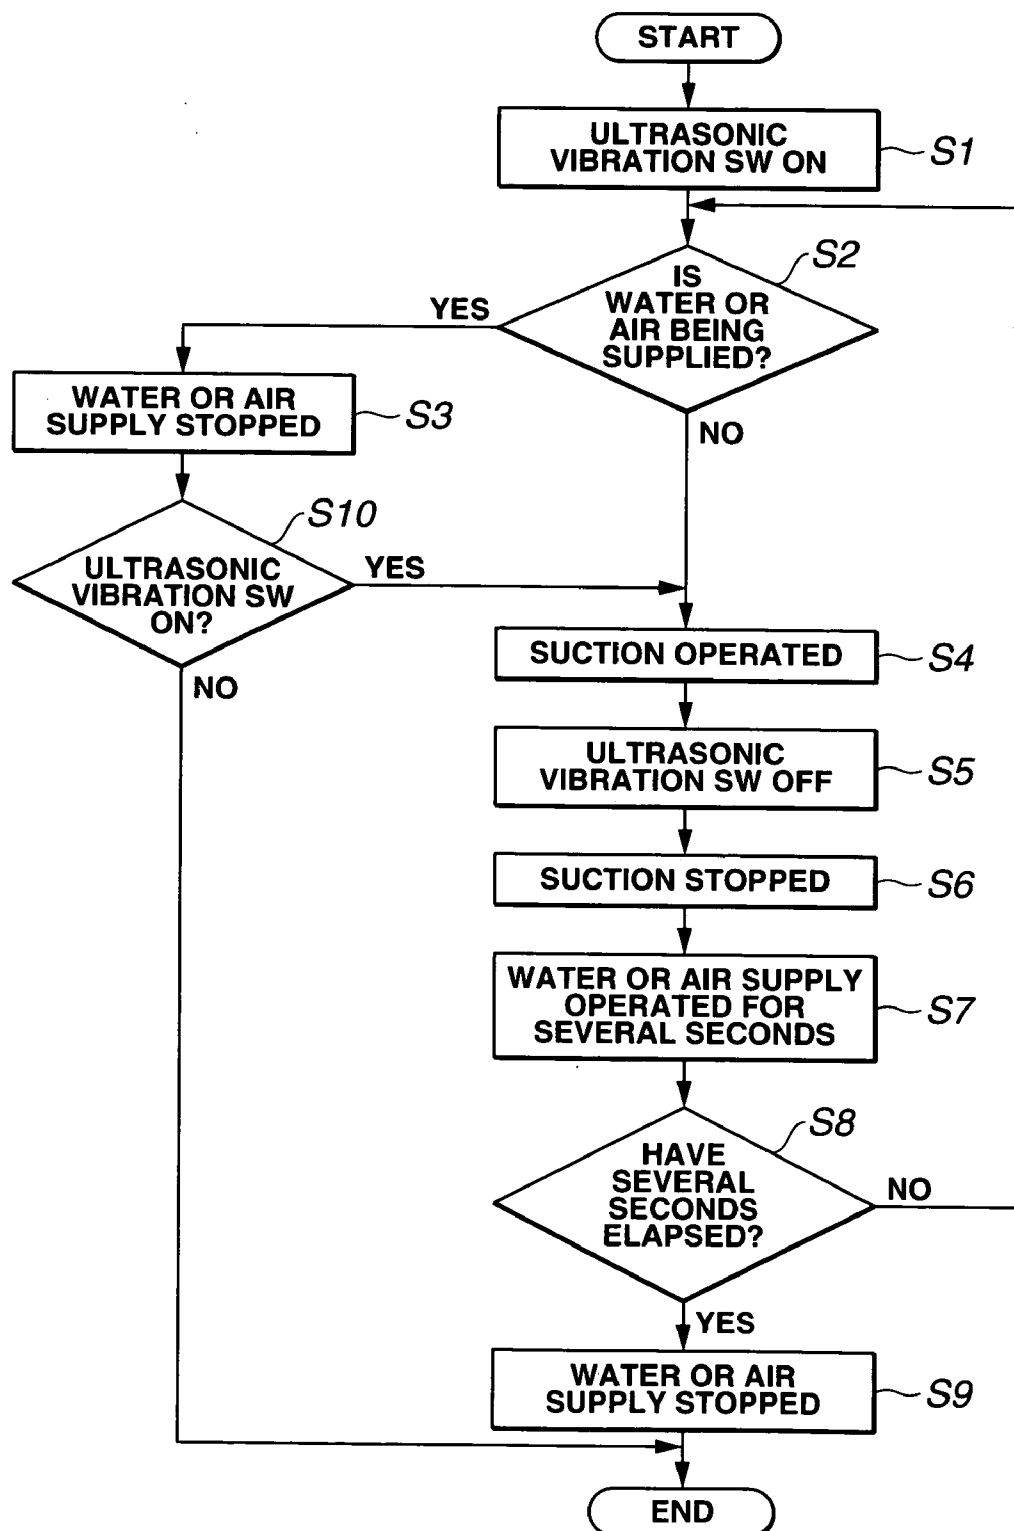 START
ULTRASONIC
VIBRATION SW ON
S1
IS
WATER OR
AIR BEING
SUPPLIED?
S2
YES
NO
WATER OR AIR
SUPPLY STOPPED
S3
ULTRASONIC
VIBRATION SW
ON?
S10
YES
NO
SUCTION OPERATED
S4
ULTRASONIC
VIBRATION SW OFF
S5
SUCTION STOPPED
S6
WATER OR AIR SUPPLY
OPERATED FOR
SEVERAL SECONDS
S7
HAVE
SEVERAL
SECONDS
ELAPSED?
S8
NO
YES
WATER OR AIR
SUPPLY STOPPED
S9
END